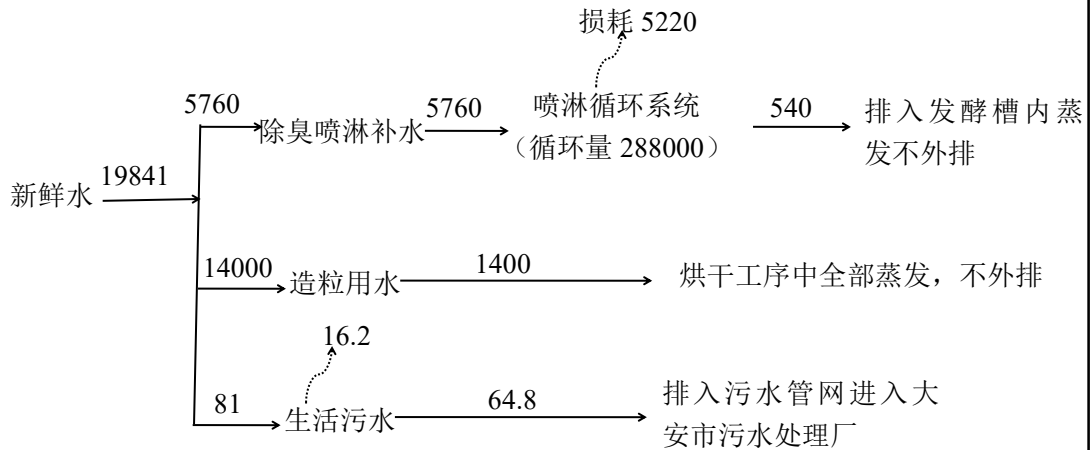 损耗 5220
5760
5760
喷淋循环系统
（循环量 288000）
540
排入发酵槽内蒸
发不外排
除臭喷淋补水
新鲜水
19841
14000
造粒用水
1400
烘干工序中全部蒸发，不外排
16.2
81
生活污水
64.8
排入污水管网进入大
安市污水处理厂